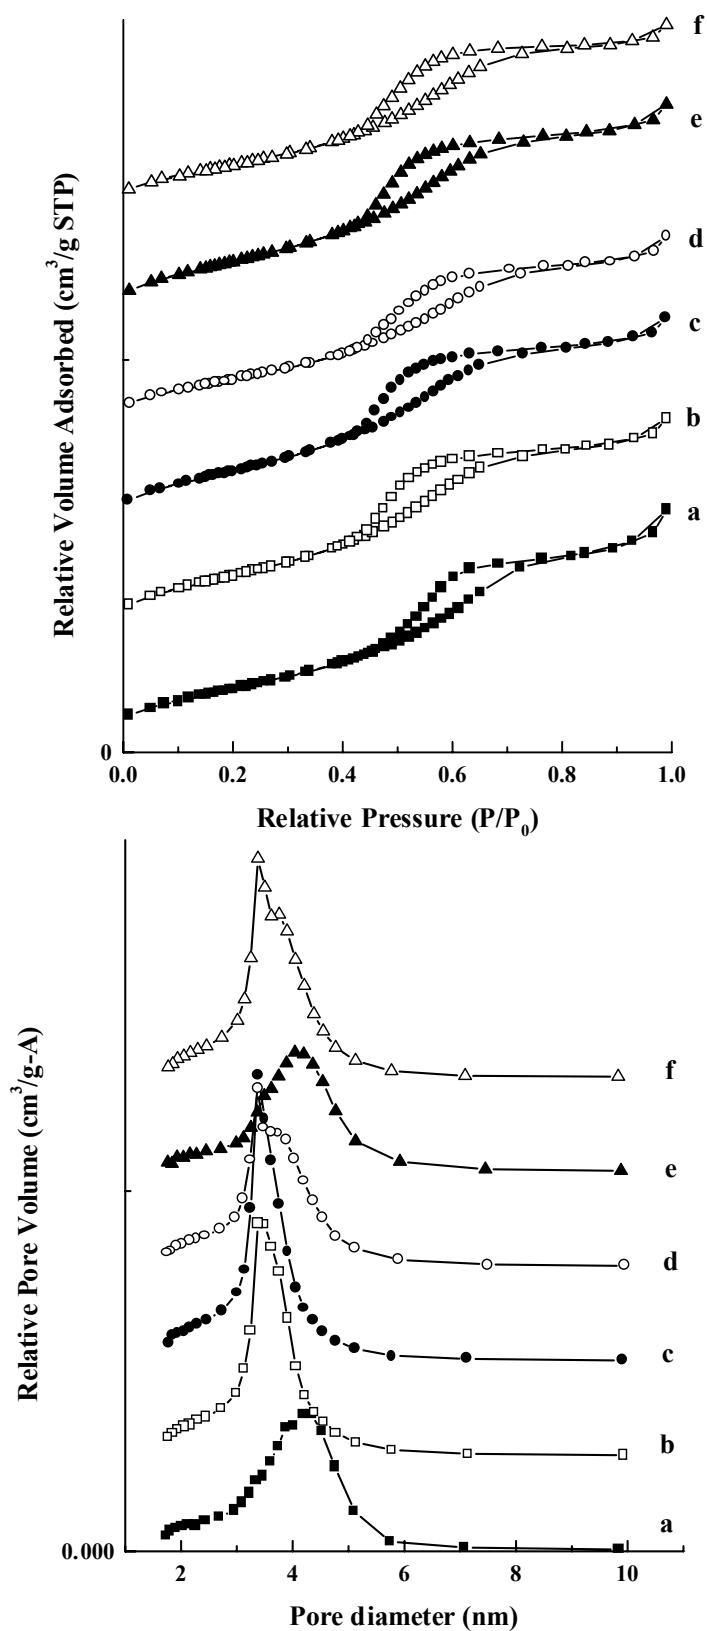 f
e
d
c
b
a
Relative Volume Adsorbed (cm³/g STP)
0
0.0 0.2 0.4 0.6 0.8 1.0
Relative Pressure (P/P₀)
f
e
d
c
b
a
Relative Pore Volume (cm³/g-A)
0.000
2 4 6 8 10
Pore diameter (nm)